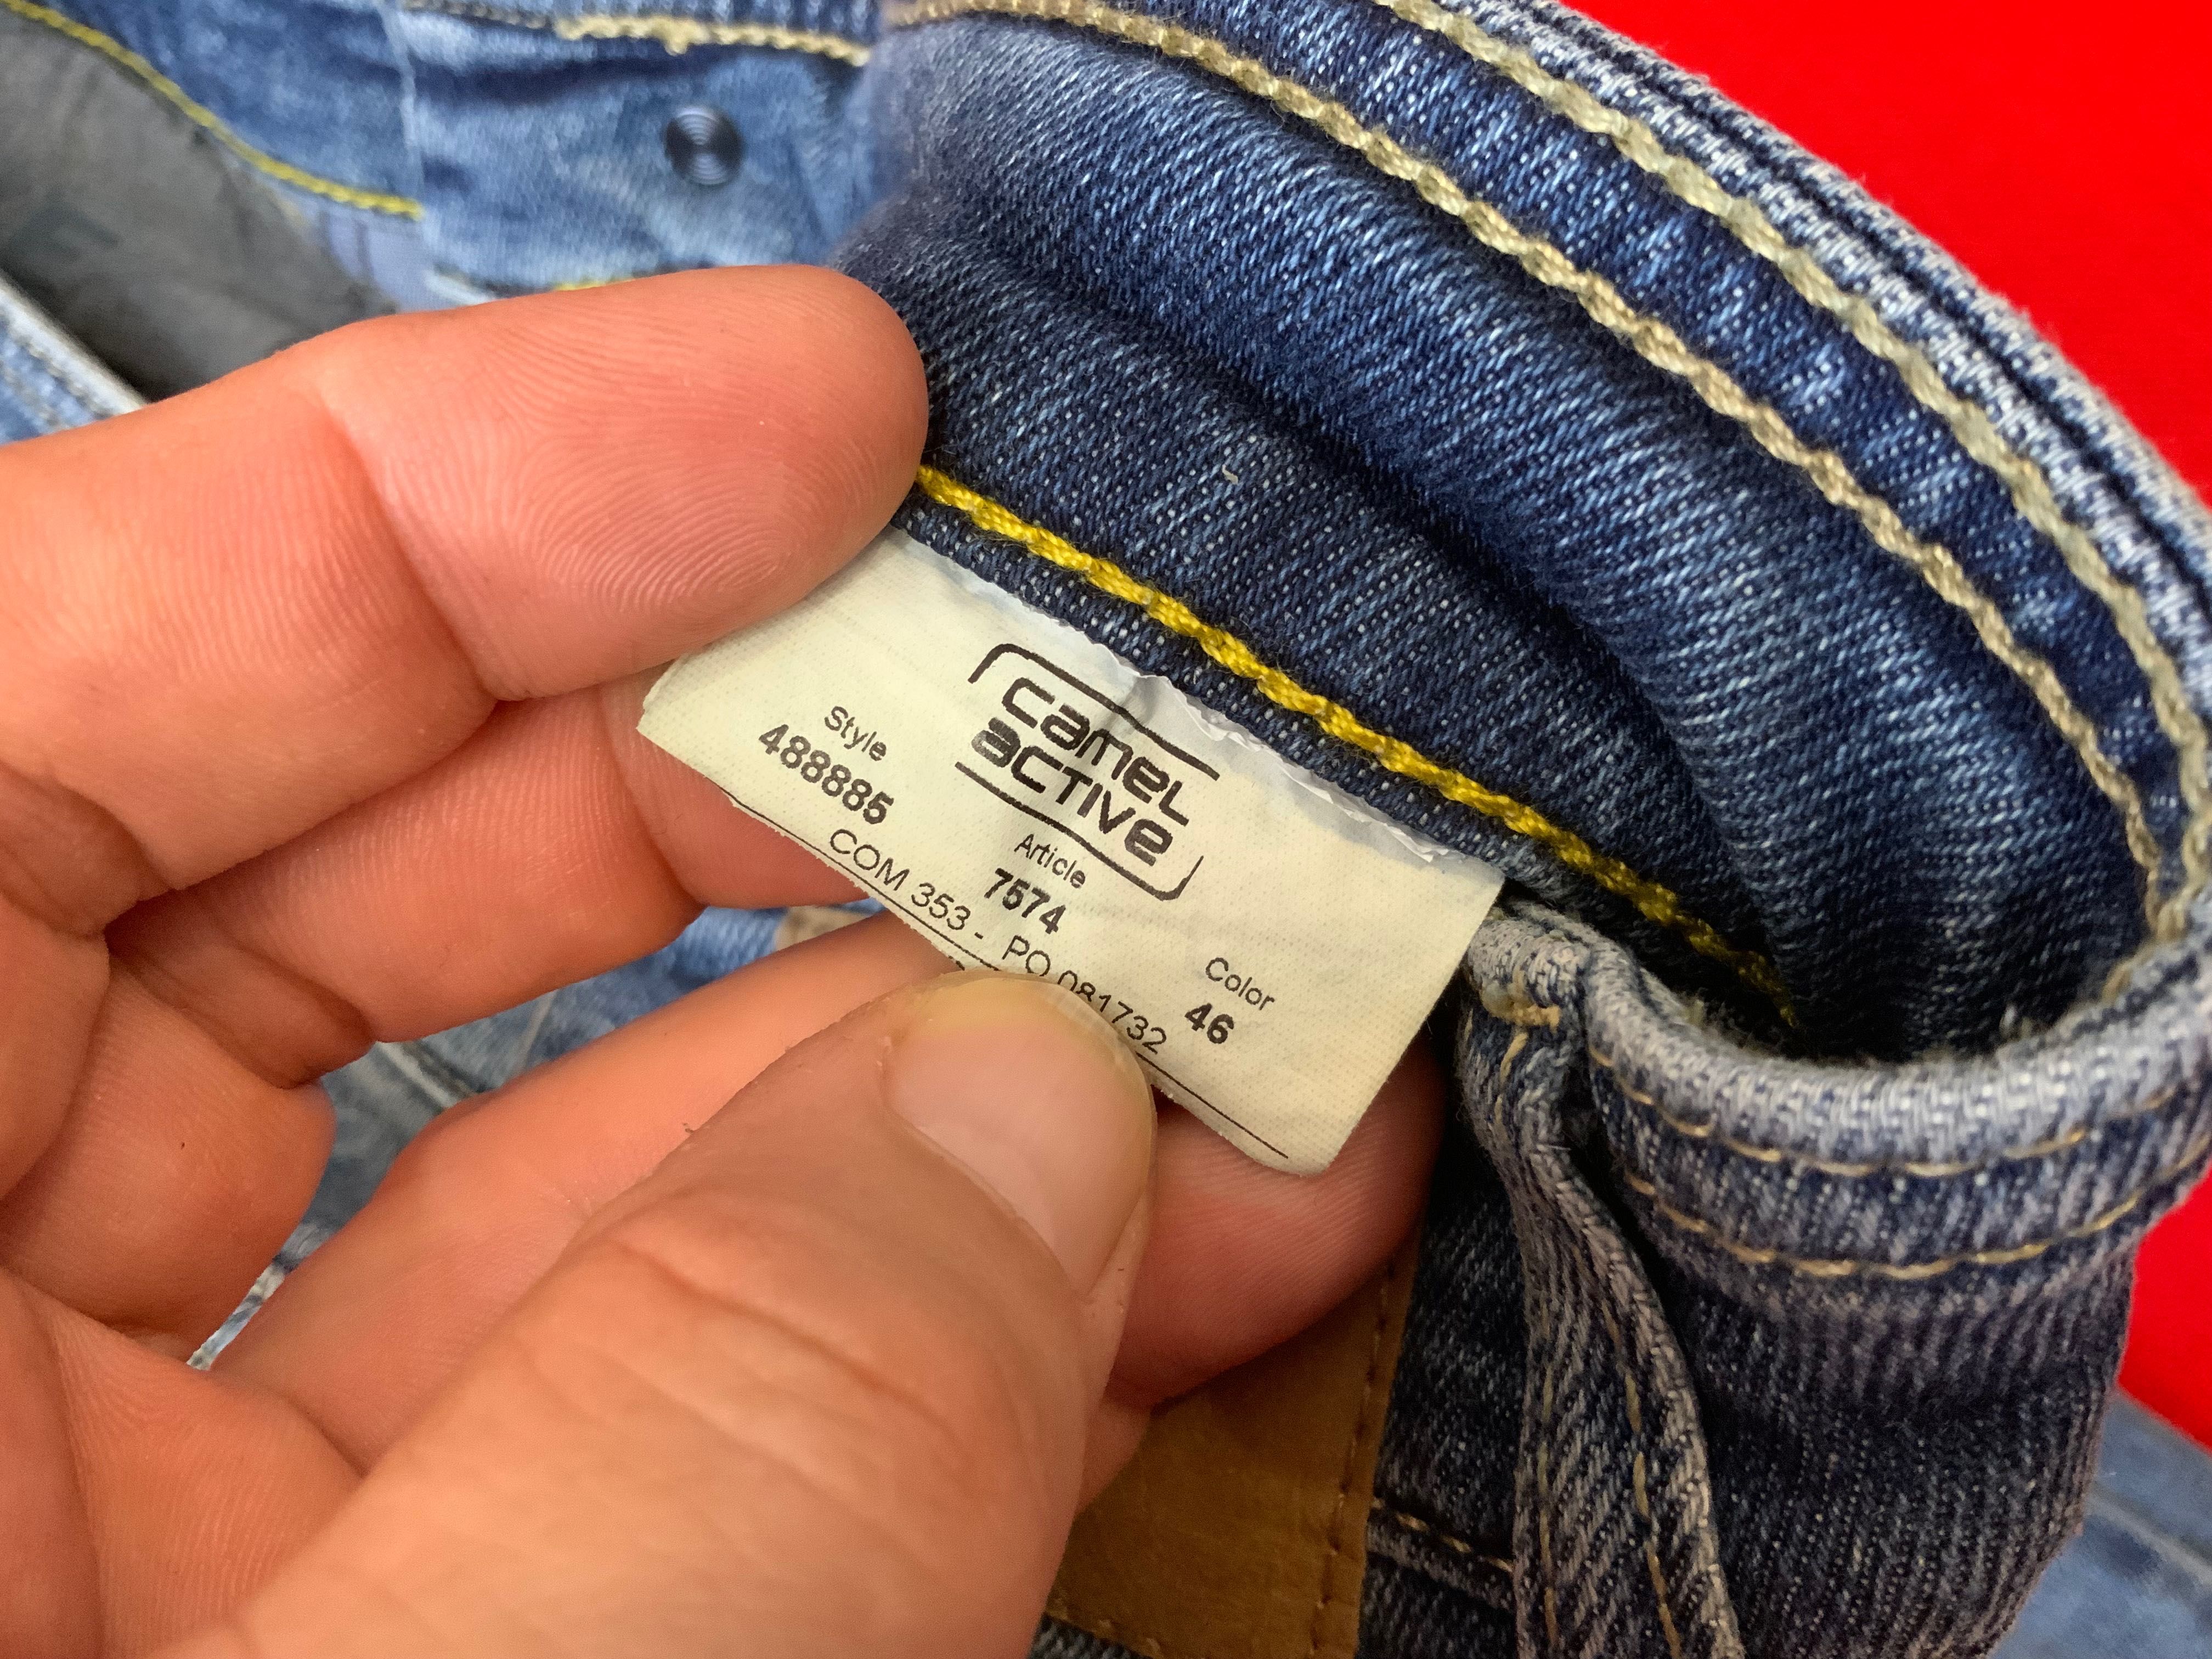 camel
active
Style
Article
Color
488885
7574
46
COM 353 - PO 081732